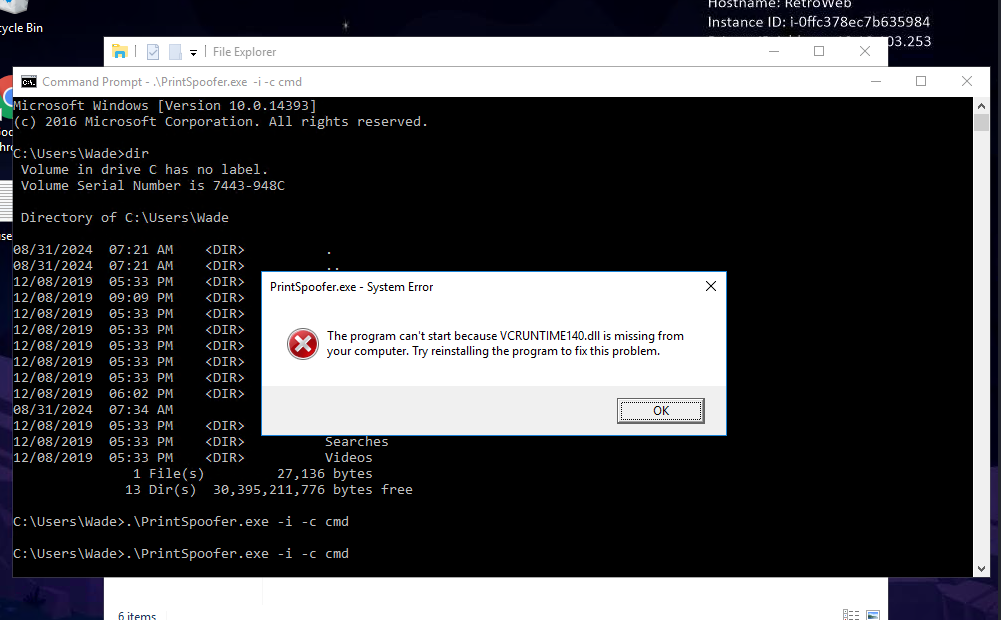 Hostname: RetroWeb
Instance ID: i-0ffc378ec7b635984
03.253
cycle Bin
File Explorer
Command Prompt - .\PrintSpoofer.exe -i -c cmd
Microsoft Windows [Version 10.0.14393]
(c) 2016 Microsoft Corporation. All rights reserved.
C:\Users\Wade>dir
Volume in drive C has no label.
Volume Serial Number is 7443-948C
Directory of C:\Users\Wade
08/31/2024 07:21 AM <DIR> .
08/31/2024 07:21 AM <DIR> ..
12/08/2019 05:33 PM <DIR>
12/08/2019 09:09 PM <DIR>
12/08/2019 05:33 PM <DIR>
12/08/2019 05:33 PM <DIR>
12/08/2019 05:33 PM <DIR>
12/08/2019 05:33 PM <DIR>
12/08/2019 05:33 PM <DIR>
12/08/2019 06:02 PM <DIR>
08/31/2024 07:34 AM
12/08/2019 05:33 PM <DIR>
12/08/2019 05:33 PM <DIR> Searches
12/08/2019 05:33 PM <DIR> Videos
1 File(s) 27,136 bytes
13 Dir(s) 30,395,211,776 bytes free
C:\Users\Wade>.\PrintSpoofer.exe -i -c cmd
C:\Users\Wade>.\PrintSpoofer.exe -i -c cmd
PrintSpoofer.exe - System Error
The program can't start because VCRUNTIME140.dll is missing from
your computer. Try reinstalling the program to fix this problem.
OK
6 items